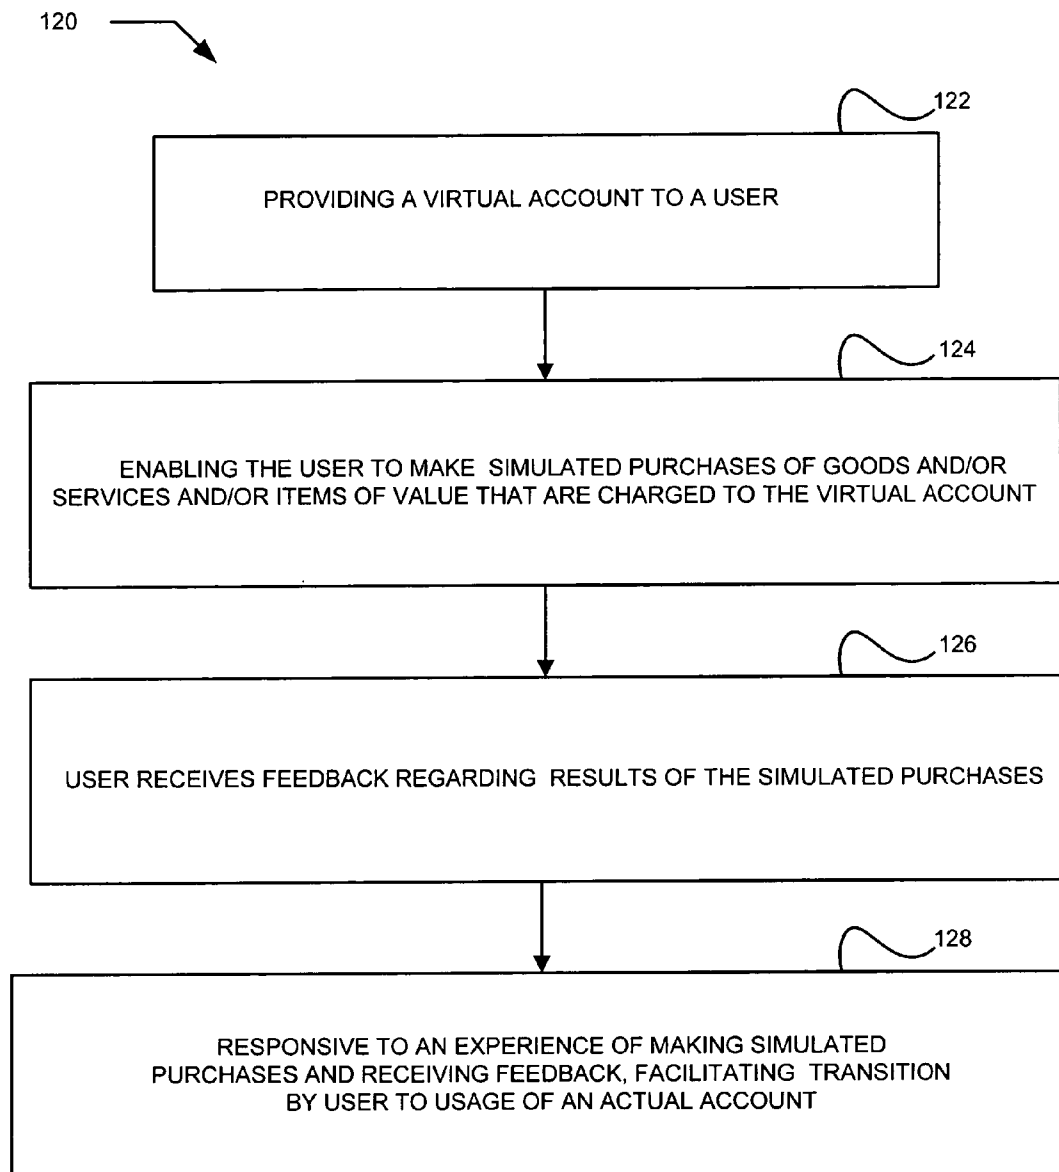 120
122
PROVIDING A VIRTUAL ACCOUNT TO A USER
124
ENABLING THE USER TO MAKE SIMULATED PURCHASES OF GOODS AND/OR
SERVICES AND/OR ITEMS OF VALUE THAT ARE CHARGED TO THE VIRTUAL ACCOUNT
126
USER RECEIVES FEEDBACK REGARDING RESULTS OF THE SIMULATED PURCHASES
128
RESPONSIVE TO AN EXPERIENCE OF MAKING SIMULATED
PURCHASES AND RECEIVING FEEDBACK, FACILITATING TRANSITION
BY USER TO USAGE OF AN ACTUAL ACCOUNT